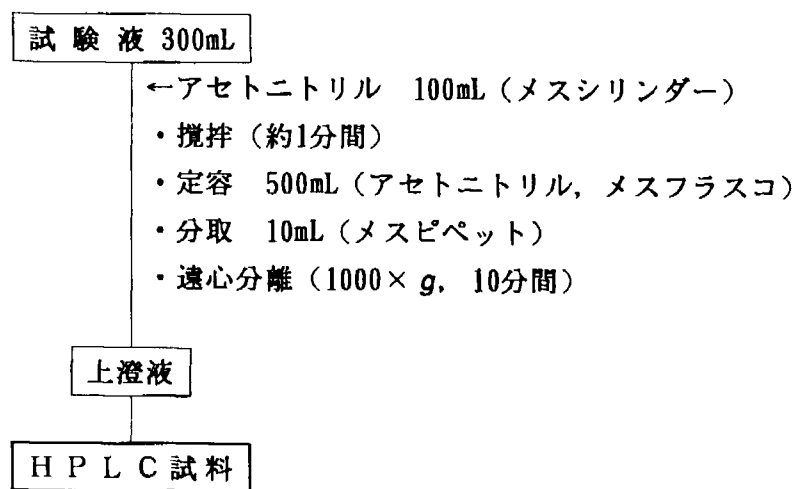 試 験 液 300mL
←アセトニトリル 100mL（メスシリンダー）
・攪拌（約1分間）
・定容 500mL（アセトニトリル, メスフラスコ）
・分取 10mL（メスピペット）
・遠心分離（1000× g, 10分間）
上澄液
H P L C 試料